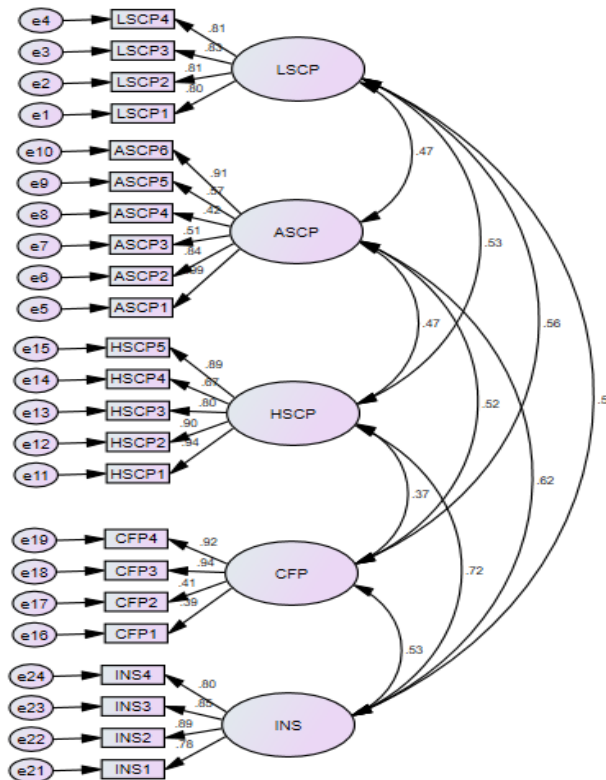 e4 LSCP4 .81
e3 LSCP3 .83
e2 LSCP2 .81
e1 LSCP1 .80
LSCP
.47
e10 ASCP6 .91
e9 ASCP5 .57
e8 ASCP4 .42
e7 ASCP3 .51
e6 ASCP2 .84
e5 ASCP1
ASCP
.53
.47
.56
e15 HSCP5 .89
e14 HSCP4 .67
e13 HSCP3 .80
e12 HSCP2 .90
e11 HSCP1 .94
HSCP
.52
.62
.37
e19 CFP4 .92
e18 CFP3 .94
e17 CFP2 .41
e16 CFP1 .39
CFP
.72
.53
e24 INS4 .80
e23 INS3 .85
e22 INS2 .89
e21 INS1 .78
INS